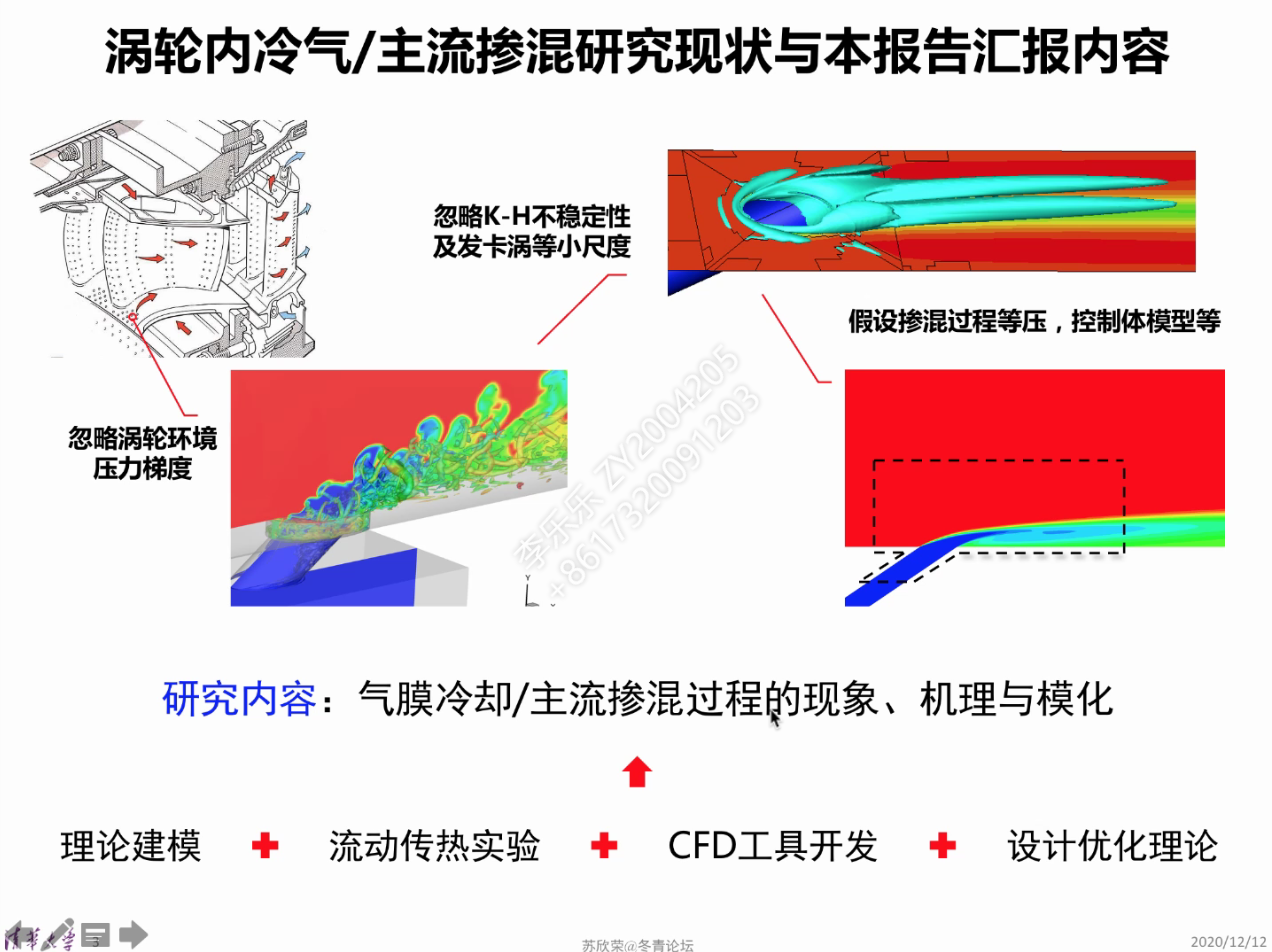 涡轮内冷气/主流掺混研究现状与本报告汇报内容
忽略K-H不稳定性
及发卡涡等小尺度
假设掺混过程等压，控制体模型等
忽略涡轮环境
压力梯度
Y
李乐乐 ZY2004205
+8617320091203
研究内容：气膜冷却/主流掺混过程的现象、机理与模化
理论建模
流动传热实验
CFD工具开发
设计优化理论
清华大学
3
苏欣荣@冬青论坛
2020/12/12